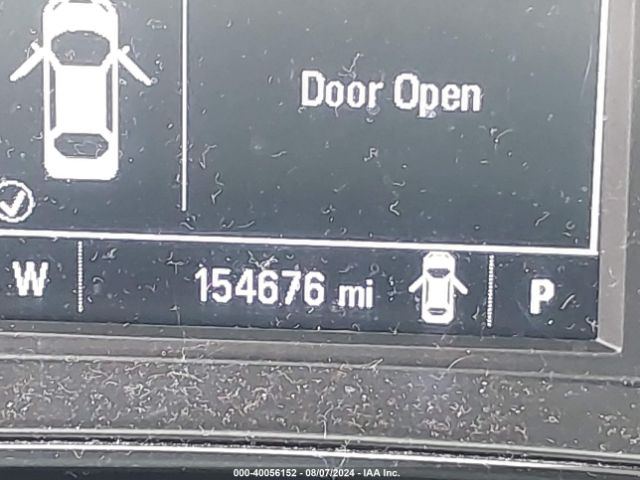 Door Open
W 154676 mi P
000-40056152 - 08/07/2024 - IAA Inc.